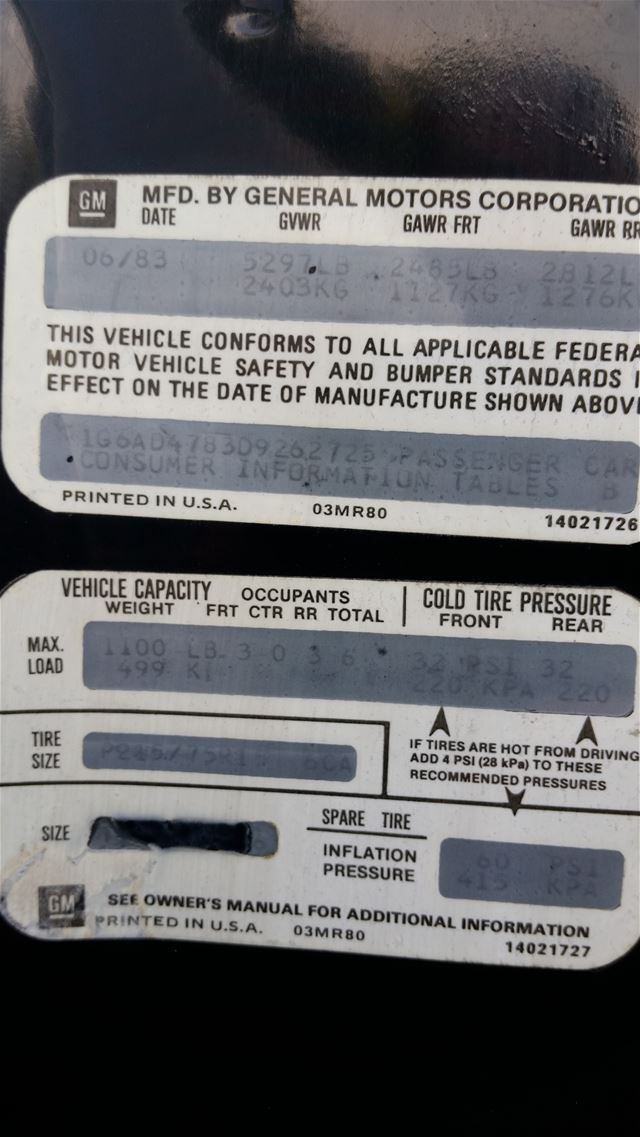 GM MFD. BY GENERAL MOTORS CORPORATIO
DATE GVWR GAWR FRT GAWR RR
06/83 5297LB 2485LB 2812L
2403KG 1127KG 1276K
THIS VEHICLE CONFORMS TO ALL APPLICABLE FEDERA
MOTOR VEHICLE SAFETY AND BUMPER STANDARDS I
EFFECT ON THE DATE OF MANUFACTURE SHOWN ABOV
1G6AD4783D9262725 PASSENGER CAR
CONSUMER INFORMATION TABLES B
PRINTED IN U.S.A. 03MR80 14021726
VEHICLE CAPACITY OCCUPANTS COLD TIRE PRESSURE
WEIGHT FRT CTR RR TOTAL FRONT REAR
MAX. LOAD 1100 LB 3 0 3 6 32 PSI 32
499 220 KPA 220
IF TIRES ARE HOT FROM DRIVING
ADD 4 PSI (28 kPa) TO THESE
RECOMMENDED PRESSURES
TIRE SIZE
SPARE TIRE
SIZE
INFLATION PRESSURE 60 PSI
415 KPA
GM SEE OWNER'S MANUAL FOR ADDITIONAL INFORMATION
PRINTED IN U.S.A. 03MR80 14021727